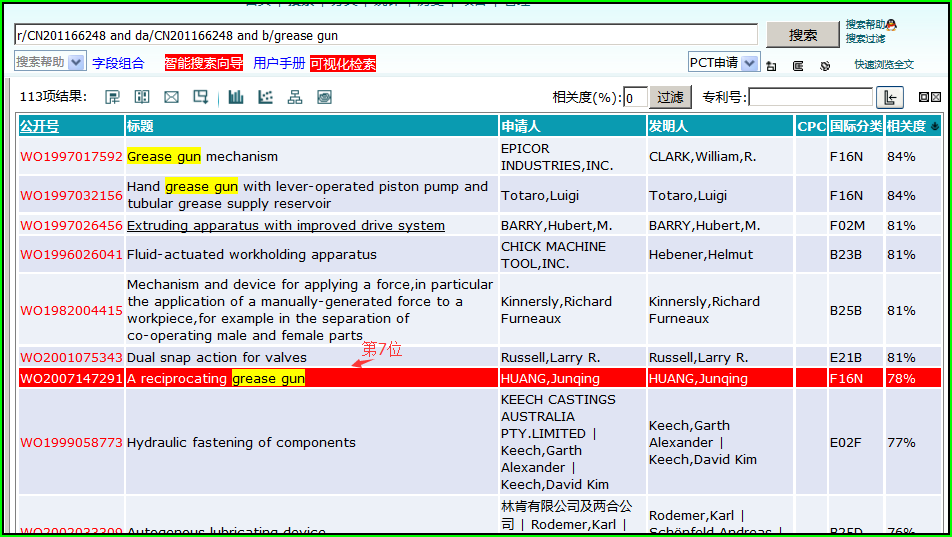 r/CN201166248 and da/CN201166248 and b/grease gun
搜索
搜索帮助
搜索过滤
搜索帮助 字段组合 智能搜索向导 用户手册 可视化检索
PCT申请
快速浏览全文
113项结果:
相关度(%): 0 过滤 专利号:
公开号 标题 申请人 发明人 CPC 国际分类 相关度
WO1997017592 Grease gun mechanism EPICOR INDUSTRIES,INC. CLARK,William,R. F16N 84%
WO1997032156 Hand grease gun with lever-operated piston pump and
tubular grease supply reservoir Totaro,Luigi Totaro,Luigi F16N 84%
WO1997026456 Extruding apparatus with improved drive system BARRY,Hubert,M. BARRY,Hubert,M. F02M 81%
WO1996026041 Fluid-actuated workholding apparatus CHICK MACHINE TOOL,INC. Hebener,Helmut B23B 81%
WO1982004415 Mechanism and device for applying a force,in particular
the application of a manually-generated force to a
workpiece,for example in the separation of
co-operating male and female parts Kinnersly,Richard Furneaux Kinnersly,Richard Furneaux B25B 81%
WO2001075343 Dual snap action for valves Russell,Larry R. Russell,Larry R. E21B 81%
第7位
WO2007147291 A reciprocating grease gun HUANG,Junqing HUANG,Junqing F16N 78%
WO1999058773 Hydraulic fastening of components KEECH CASTINGS
AUSTRALIA
PTY.LIMITED |
Keech,Garth
Alexander |
Keech,David Kim Keech,Garth
Alexander |
Keech,David Kim E02F 77%
林肯有限公司及两合公
司 | Rodemer,Karl | Rodemer,Karl |